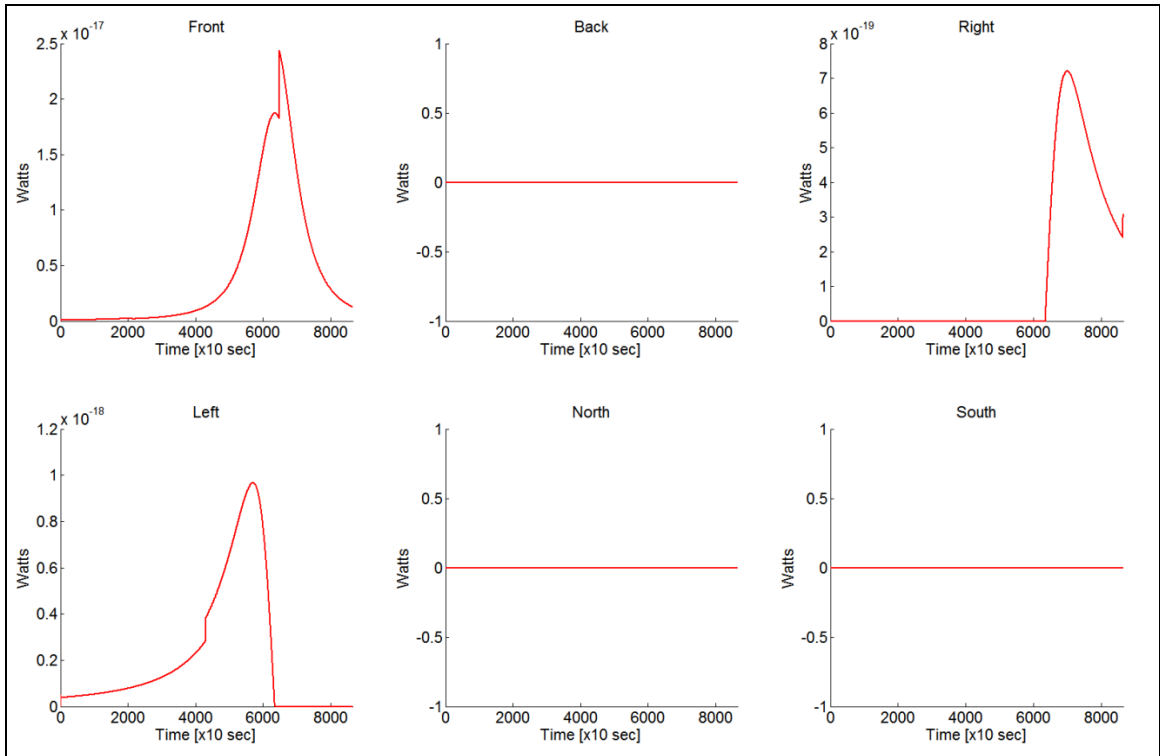 Front
x 10^-17
2.5
2
1.5
1
0.5
0
Watts
0 2000 4000 6000 8000
Time [x10 sec]
Back
1
0.5
0
-0.5
-1
Watts
0 2000 4000 6000 8000
Time [x10 sec]
Right
x 10^-19
8
7
6
5
4
3
2
1
0
Watts
0 2000 4000 6000 8000
Time [x10 sec]
Left
x 10^-18
1.2
1
0.8
0.6
0.4
0.2
0
Watts
0 2000 4000 6000 8000
Time [x10 sec]
North
1
0.5
0
-0.5
-1
Watts
0 2000 4000 6000 8000
Time [x10 sec]
South
1
0.5
0
-0.5
-1
Watts
0 2000 4000 6000 8000
Time [x10 sec]